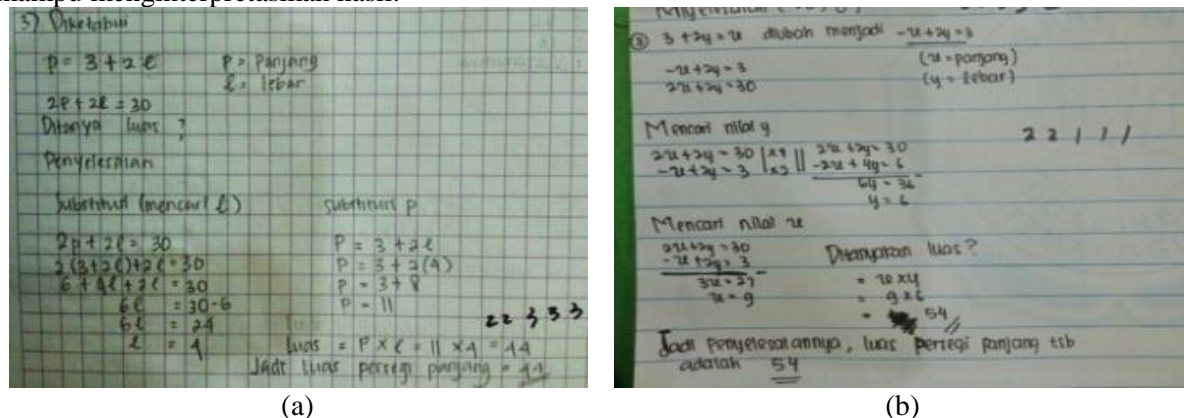 mampu menginterpretasikan hasil.
3) Diketahui
p = 3 + 2l
p = Panjang
l = lebar
2p + 2l = 30
Ditanya luas ?
Penyelesaian
Substitusi (mencari l)
2p + 2l = 30
2(3+2l)+2l = 30
6 + 4l + 2l = 30
6l = 30-6
6l = 24
l = 4
substitusi p
P = 3 + 2l
P = 3 + 2(4)
P = 3 + 8
P = 11
22 3 3 3
luas = P x l = 11 x 4 = 44
Jadi luas persegi panjang = 44
(a)
③ 3 + 2y = x diubah menjadi -x + 2y = 3
(x = panjang)
(y = lebar)
-x + 2y = 3
2x + 2y = 30
Mencari nilai y
2 2 1 1 1
2x + 2y = 30
-x + 2y = 3
2x + 2y = 30
-2x + 4y = 6
6y = 36
y = 6
Mencari nilai x
2x + 2y = 30
-x + 2y = 3
3x = 27
x = 9
Ditanyakan luas?
= x x y
= 9 x 6
= 54
Jadi Penyelesaiannya, luas persegi panjang tsb
adalah 54
(b)